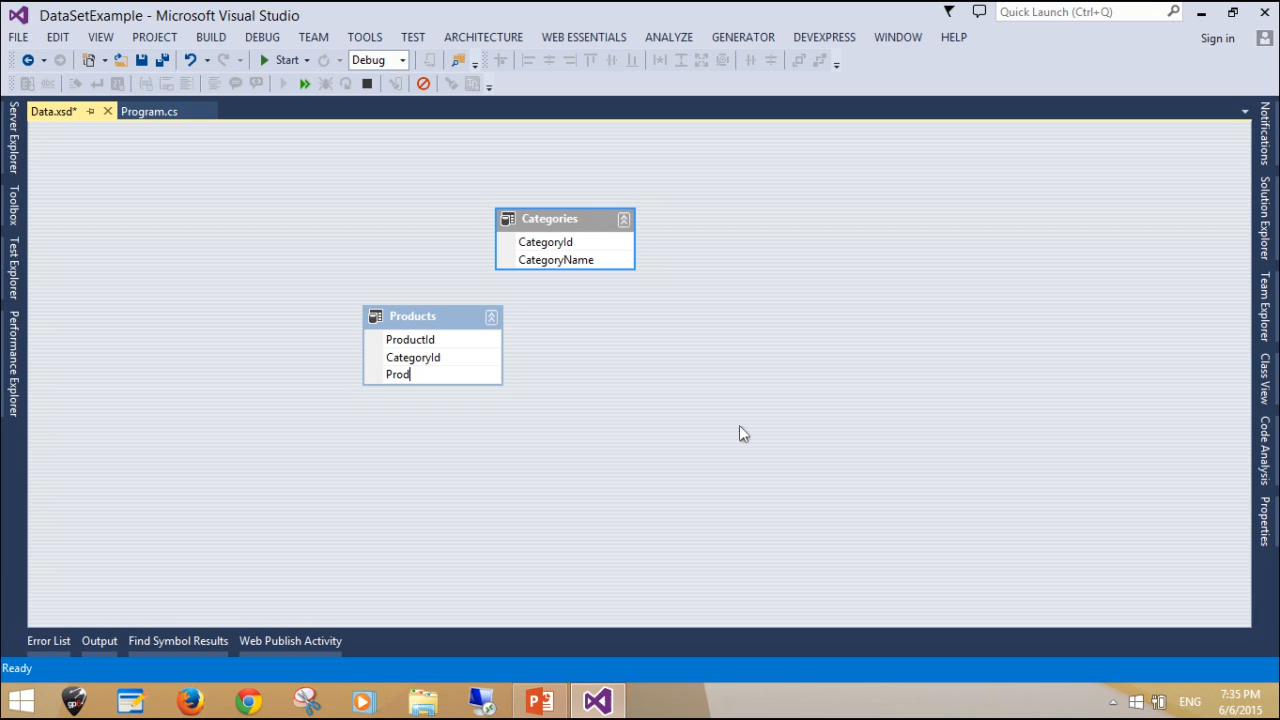 DataSetExample - Microsoft Visual Studio
Quick Launch (Ctrl+Q)
FILE EDIT VIEW PROJECT BUILD DEBUG TEAM TOOLS TEST ARCHITECTURE WEB ESSENTIALS ANALYZE GENERATOR DEVEXPRESS WINDOW HELP
Sign in
Start Debug
Data.xsd* Program.cs
Server Explorer
Toolbox
Test Explorer
Performance Explorer
Categories
CategoryId
CategoryName
Products
ProductId
CategoryId
Prod
Notifications
Solution Explorer
Team Explorer
Class View
Code Analysis
Properties
Error List Output Find Symbol Results Web Publish Activity
Ready
ENG
7:35 PM
6/6/2015